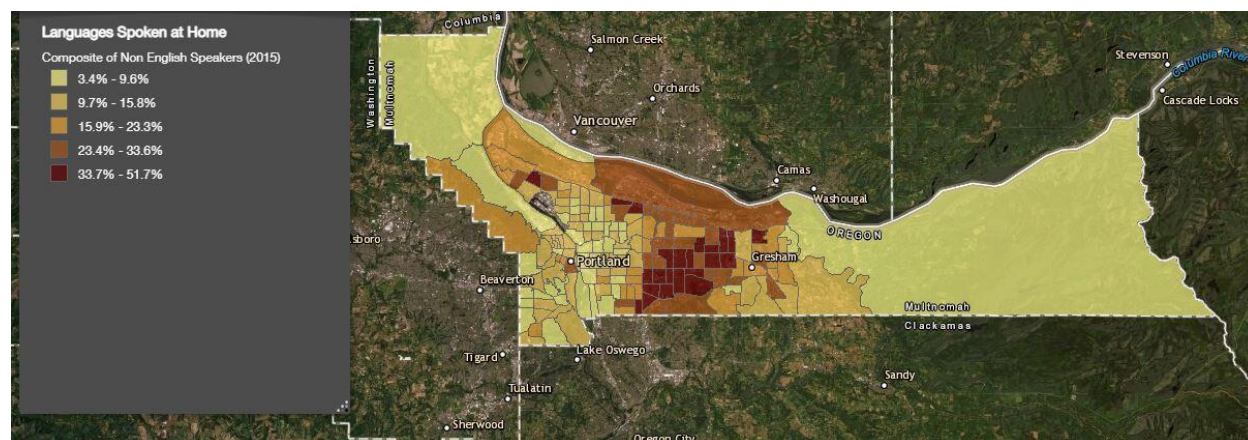 Languages Spoken at Home
Composite of Non English Speakers (2015)
3.4% - 9.6%
9.7% - 15.8%
15.9% - 23.3%
23.4% - 33.6%
33.7% - 51.7%
Columbia
Salmon Creek
Stevenson
Columbia River
Washington
Multnomah
Orchards
Cascade Locks
Vancouver
Camas
Washougal
OREGON
lsboro
Portland
Gresham
Beaverton
Multnomah
Clackamas
Tigard
Lake Oswego
Sandy
Tualatin
Sherwood
Oregon City